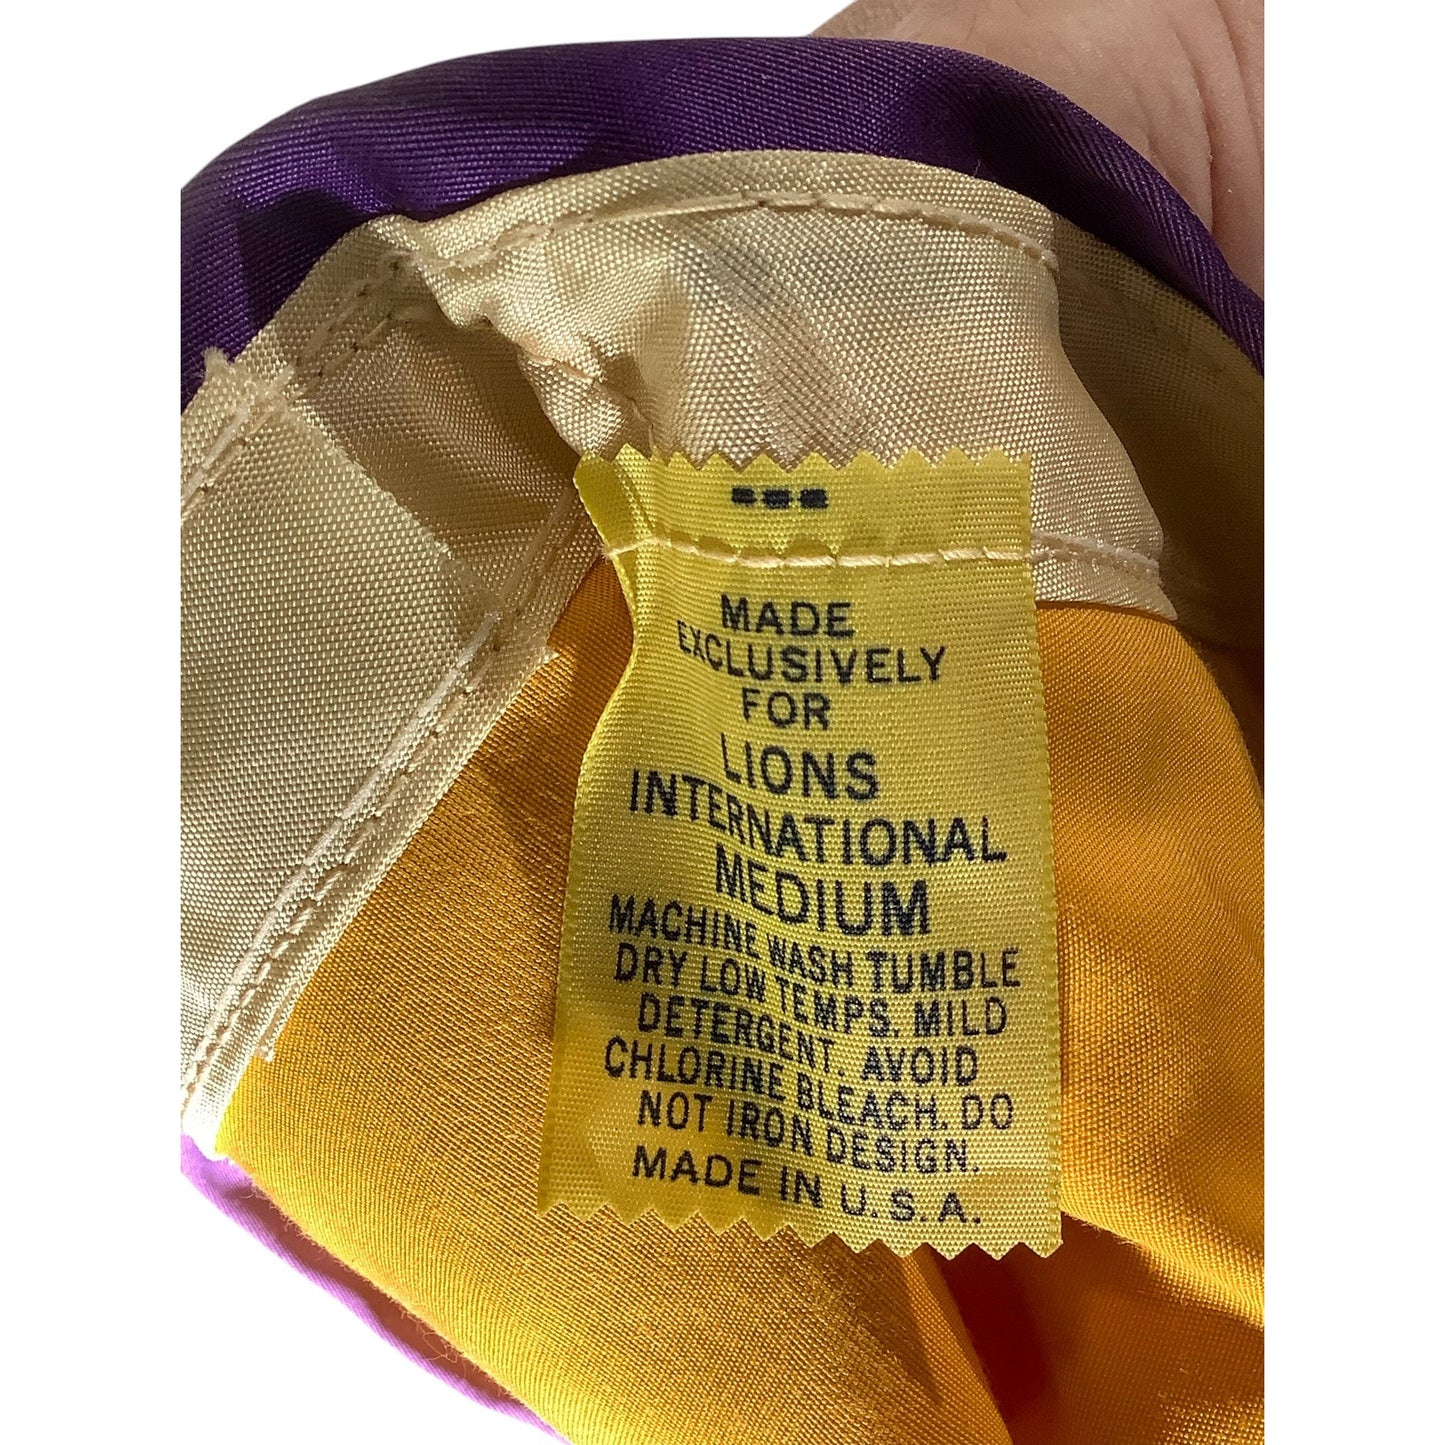 MADE
EXCLUSIVELY
FOR
LIONS
INTERNATIONAL
MEDIUM
MACHINE WASH TUMBLE
DRY LOW TEMPS. MILD
DETERGENT. AVOID
CHLORINE BLEACH. DO
NOT IRON DESIGN.
MADE IN U.S.A.